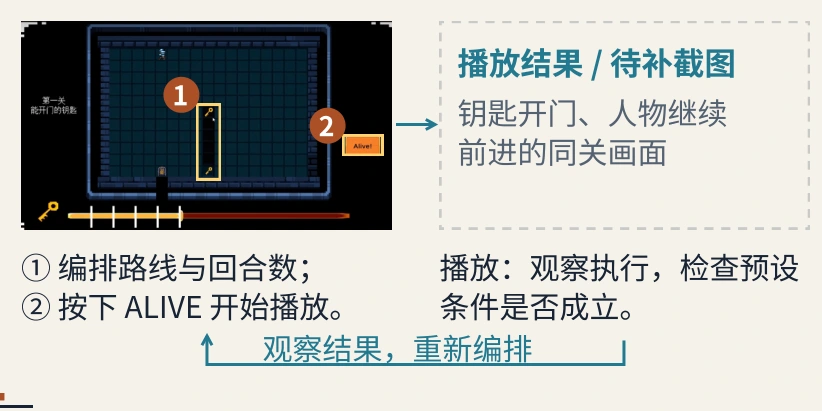 第一关
能开门的钥匙
1
2
Alive!
播放结果 / 待补截图
钥匙开门、人物继续
前进的同关画面
① 编排路线与回合数；
② 按下 ALIVE 开始播放。
播放：观察执行，检查预设
条件是否成立。
观察结果，重新编排